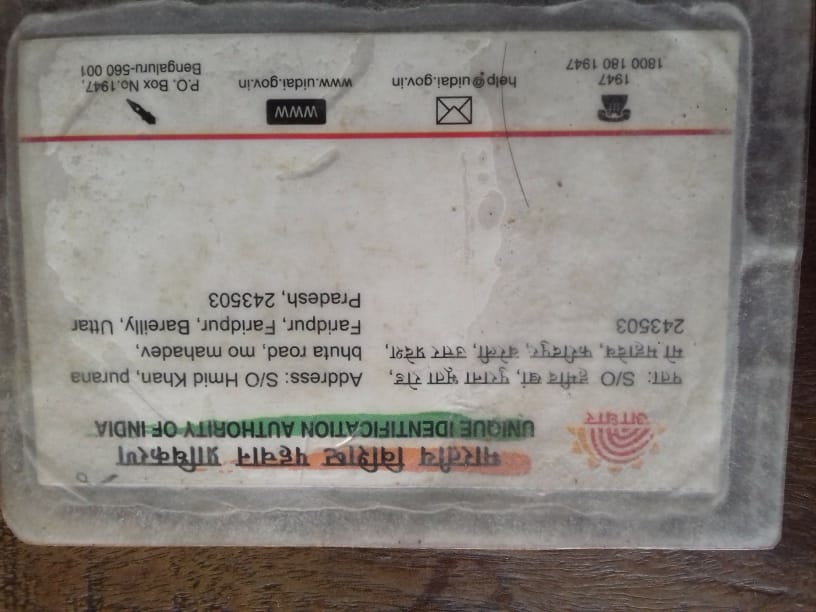 भारतीय विशिष्ट पहचान प्राधिकरण
UNIQUE IDENTIFICATION AUTHORITY OF INDIA
आधार
पता: S/O हमीद खां, पुराना भूता रोड,
मो महादेव, फरीदपुर, बरेली, उत्तर प्रदेश,
243503
Address: S/O Hmid Khan, purana
bhuta road, mo mahadev,
Faridpur, Faridpur, Bareilly, Uttar
Pradesh, 243503
1947
1800 180 1947
help@uidai.gov.in
WWW
www.uidai.gov.in
P.O. Box No.1947,
Bengaluru-560 001